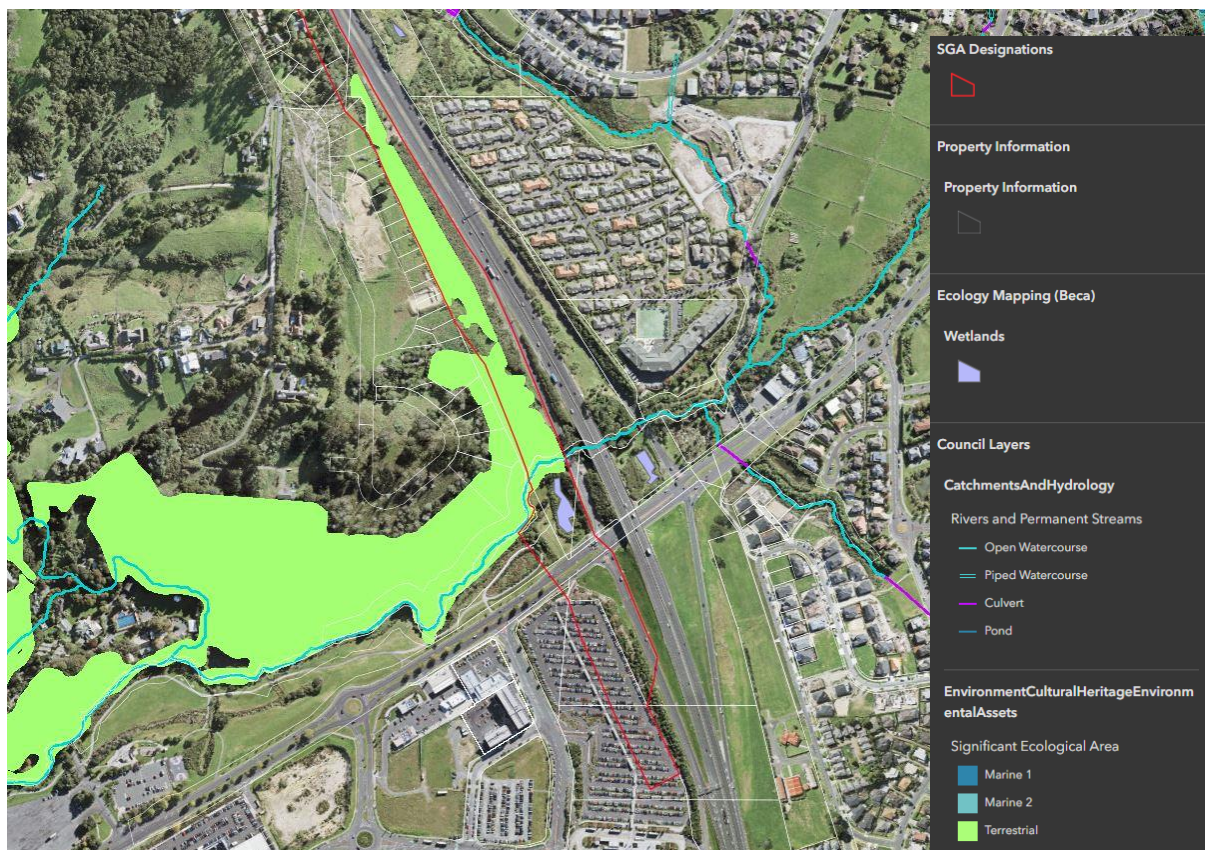 SGA Designations
Property Information
Property Information
Ecology Mapping (Beca)
Wetlands
Council Layers
CatchmentsAndHydrology
Rivers and Permanent Streams
Open Watercourse
Piped Watercourse
Culvert
Pond
EnvironmentCulturalHeritageEnvironm
entalAssets
Significant Ecological Area
Marine 1
Marine 2
Terrestrial